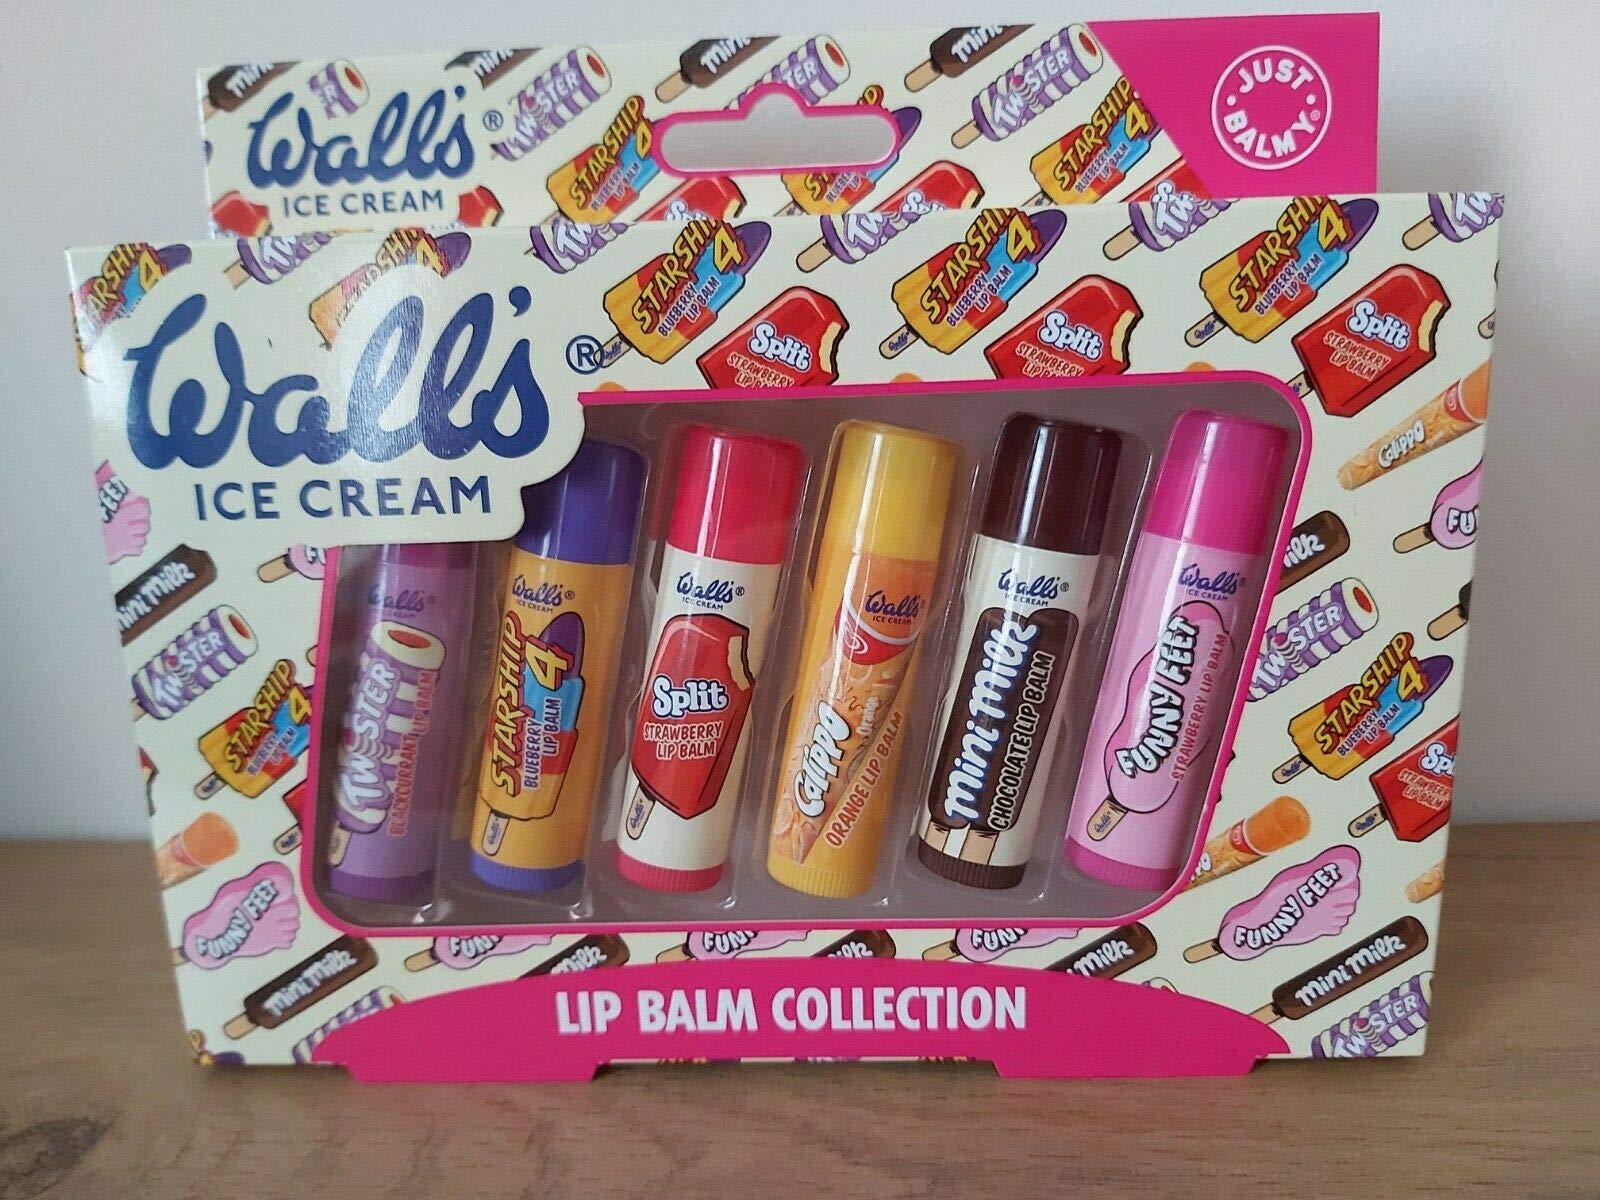 Wall's®
ICE CREAM
JUST BALMY®
Wall's®
ICE CREAM
Wall's®
TWISTER
BLACKCURRANT LIP BALM
Wall's®
ICE CREAM
STARSHIP 4
BLUEBERRY
LIP BALM
Wall's®
ICE CREAM
Split
STRAWBERRY
LIP BALM
Wall's®
ICE CREAM
Calippo
Orange
ORANGE LIP BALM
Wall's®
ICE CREAM
mini milk
CHOCOLATE LIP BALM
Wall's®
ICE CREAM
FUNNY FEET
STRAWBERRY LIP BALM
STARSHIP 4
BLUEBERRY
LIP BALM
Split
STRAWBERRY
LIP BALM
Calippo
mini milk
TWISTER
FUNNY FEET
LIP BALM COLLECTION